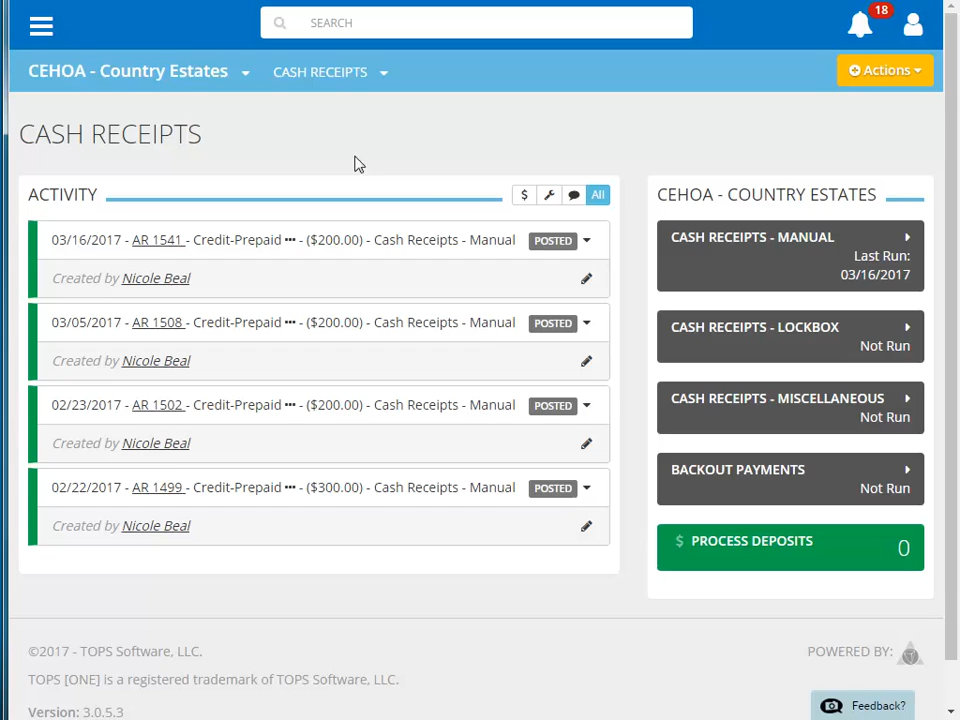 SEARCH
18
CEHOA - Country Estates
CASH RECEIPTS
Actions
CASH RECEIPTS
ACTIVITY
$
All
03/16/2017 - AR 1541 - Credit-Prepaid ••• - ($200.00) - Cash Receipts - Manual POSTED
Created by Nicole Beal
03/05/2017 - AR 1508 - Credit-Prepaid ••• - ($200.00) - Cash Receipts - Manual POSTED
Created by Nicole Beal
02/23/2017 - AR 1502 - Credit-Prepaid ••• - ($200.00) - Cash Receipts - Manual POSTED
Created by Nicole Beal
02/22/2017 - AR 1499 - Credit-Prepaid ••• - ($300.00) - Cash Receipts - Manual POSTED
Created by Nicole Beal
CEHOA - COUNTRY ESTATES
CASH RECEIPTS - MANUAL
Last Run:
03/16/2017
CASH RECEIPTS - LOCKBOX
Not Run
CASH RECEIPTS - MISCELLANEOUS
Not Run
BACKOUT PAYMENTS
Not Run
$ PROCESS DEPOSITS
0
©2017 - TOPS Software, LLC.
POWERED BY:
TOPS [ONE] is a registered trademark of TOPS Software, LLC.
Version: 3.0.5.3
Feedback?